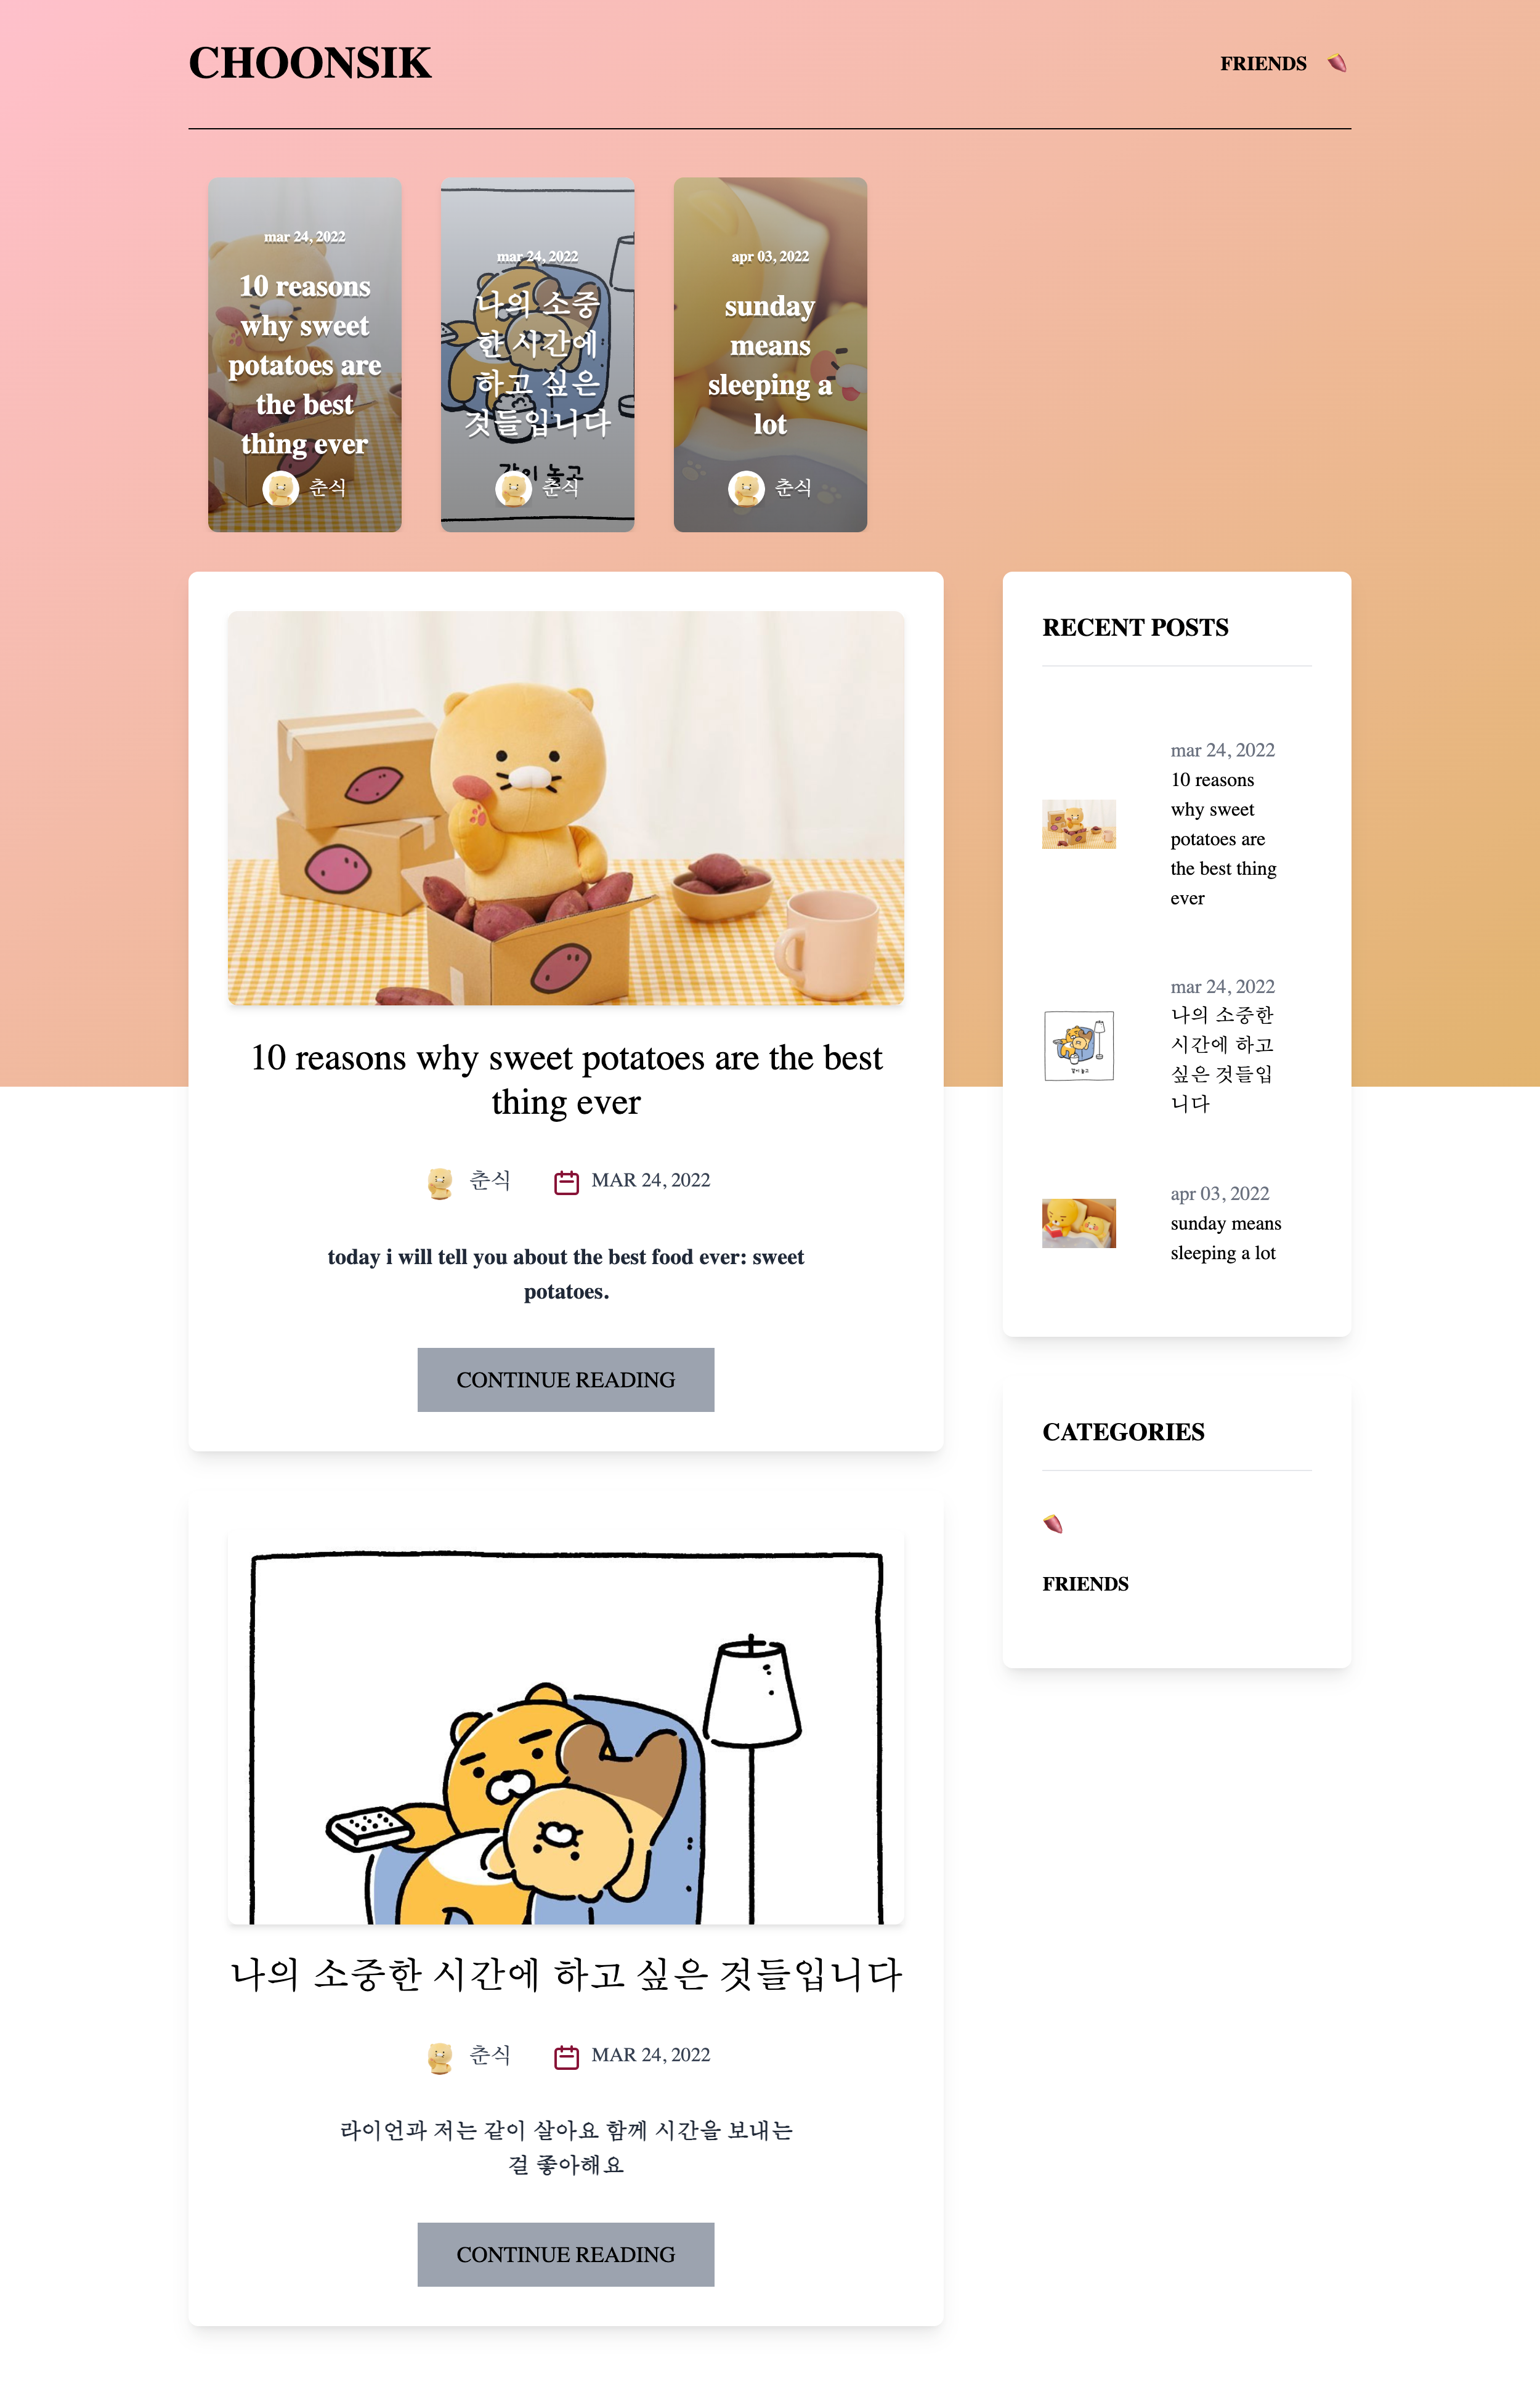 CHOONSIK
FRIENDS 🍠
mar 24, 2022
10 reasons
why sweet
potatoes are
the best
thing ever
춘식
mar 24, 2022
나의 소중
한 시간에
하고 싶은
것들입니다
같이 놀고
춘식
apr 03, 2022
sunday
means
sleeping a
lot
춘식
10 reasons why sweet potatoes are the best
thing ever
춘식 MAR 24, 2022
today i will tell you about the best food ever: sweet
potatoes.
CONTINUE READING
나의 소중한 시간에 하고 싶은 것들입니다
춘식 MAR 24, 2022
라이언과 저는 같이 살아요 함께 시간을 보내는
걸 좋아해요
CONTINUE READING
RECENT POSTS
mar 24, 2022
10 reasons
why sweet
potatoes are
the best thing
ever
mar 24, 2022
같이 놀고
나의 소중한
시간에 하고
싶은 것들입
니다
apr 03, 2022
sunday means
sleeping a lot
CATEGORIES
🍠
FRIENDS